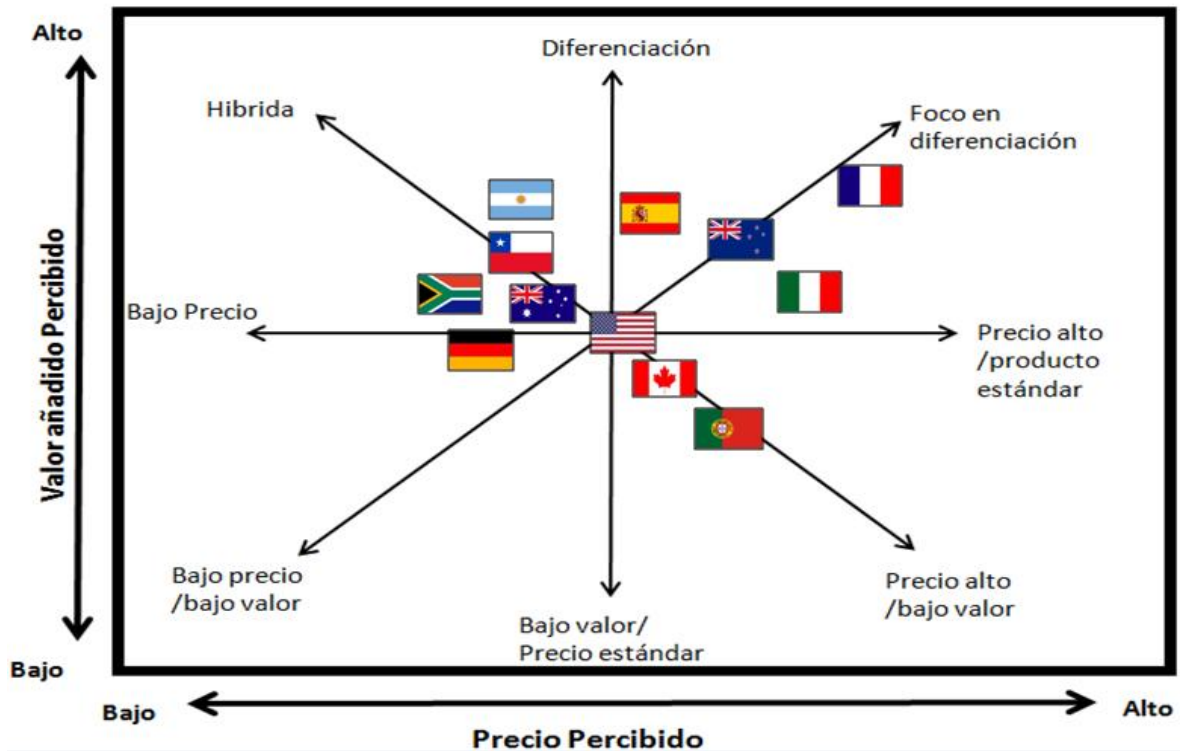 Alto
Diferenciación
Hibrida
Foco en
diferenciación
Bajo Precio
Precio alto
/producto
estándar
Valor añadido Percibido
Bajo precio
/bajo valor
Bajo valor/
Precio estándar
Precio alto
/bajo valor
Bajo
Bajo
Alto
Precio Percibido